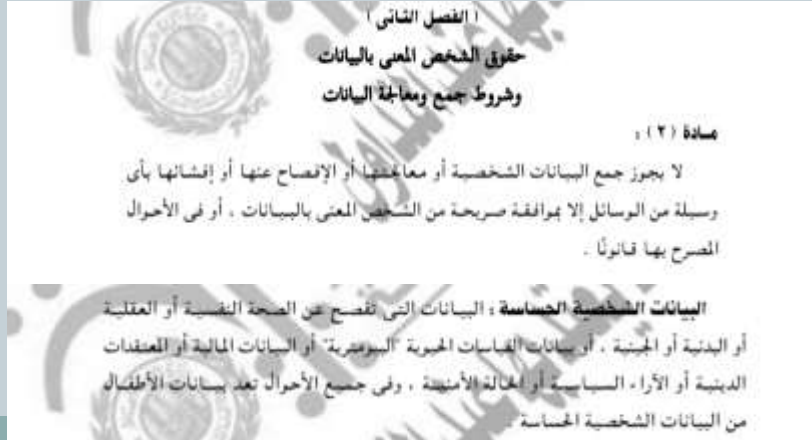 ( الفصل الثانى )
حقوق الشخص المعنى بالبيانات
وشروط جمع ومعالجة البيانات
مــادة ( ٢ ) :
لا يجوز جمع البيانات الشخصية أو معالجتها أو الإفصاح عنها أو إفشائها بأى
وسيلة من الوسائل إلا بموافقة صريحة من الشخص المعنى بالبيانات ، أو فى الأحوال
المصرح بها قانونًا .
البيانات الشخصية الحساسة : البيانات التى تفصح عن الصحة النفسية أو العقلية
أو البدنية أو الجينية ، أو بيانات القياسات الحيوية "البيومترية" أو البيانات المالية أو المعتقدات
الدينية أو الآراء السياسية أو الحالة الأمنية ، وفى جميع الأحوال تعد بيانات الأطفال
من البيانات الشخصية الحساسة .